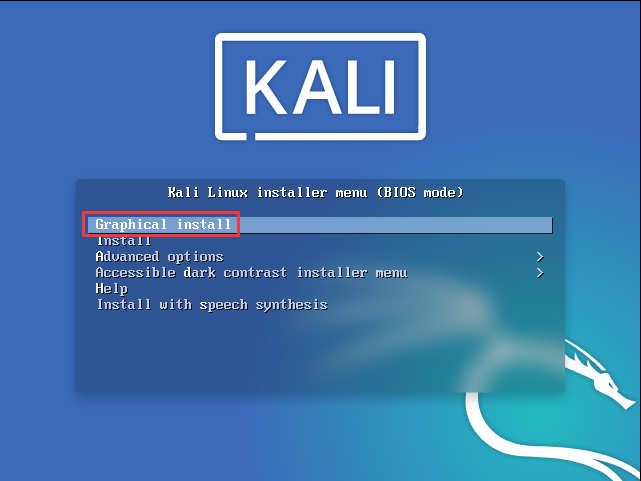 KALI
Kali Linux installer menu (BIOS mode)
Graphical install
Install
Advanced options >
Accessible dark contrast installer menu >
Help
Install with speech synthesis